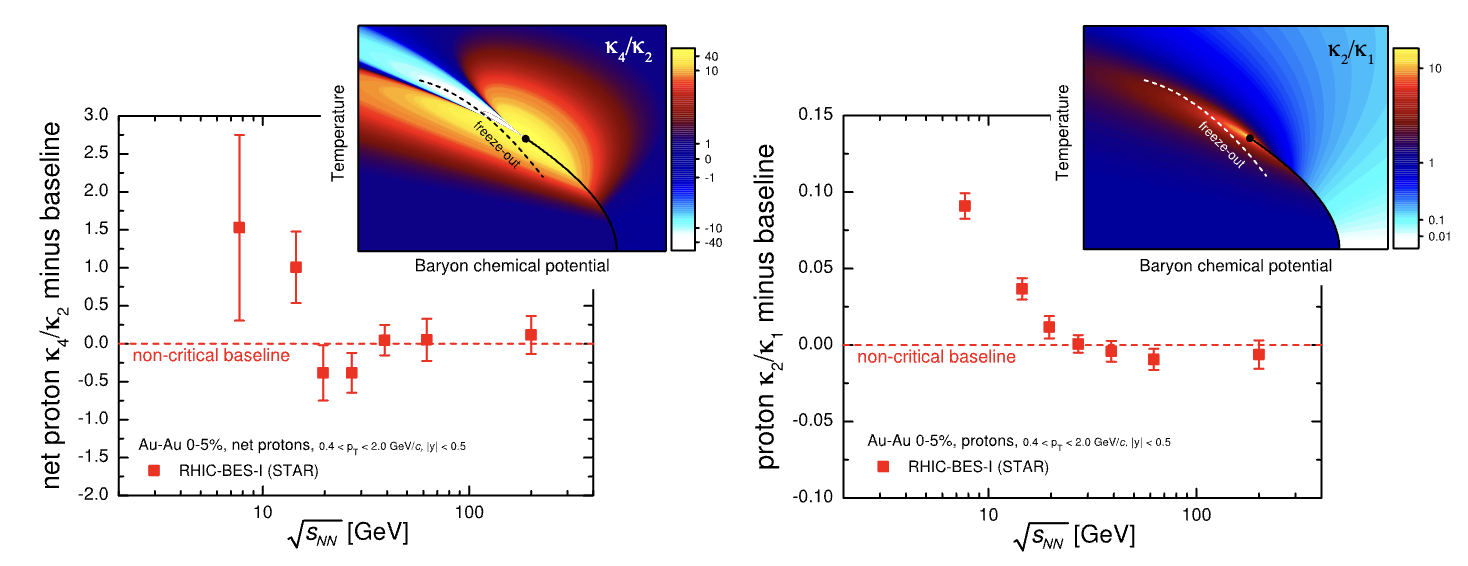 net proton κ4/κ2 minus baseline
3.0
2.5
2.0
1.5
1.0
0.5
0.0
-0.5
-1.0
-1.5
-2.0
non-critical baseline
Au-Au 0-5%, net protons, 0.4 < pT < 2.0 GeV/c, |y| < 0.5
RHIC-BES-I (STAR)
10
100
√sNN [GeV]
Temperature
κ4/κ2
freeze-out
Baryon chemical potential
40
10
1
0
-1
-10
-40
proton κ2/κ1 minus baseline
0.15
0.10
0.05
0.00
-0.05
-0.10
non-critical baseline
Au-Au 0-5%, protons, 0.4 < pT < 2.0 GeV/c, |y| < 0.5
RHIC-BES-I (STAR)
10
100
√sNN [GeV]
Temperature
κ2/κ1
freeze-out
Baryon chemical potential
10
1
0.1
0.01